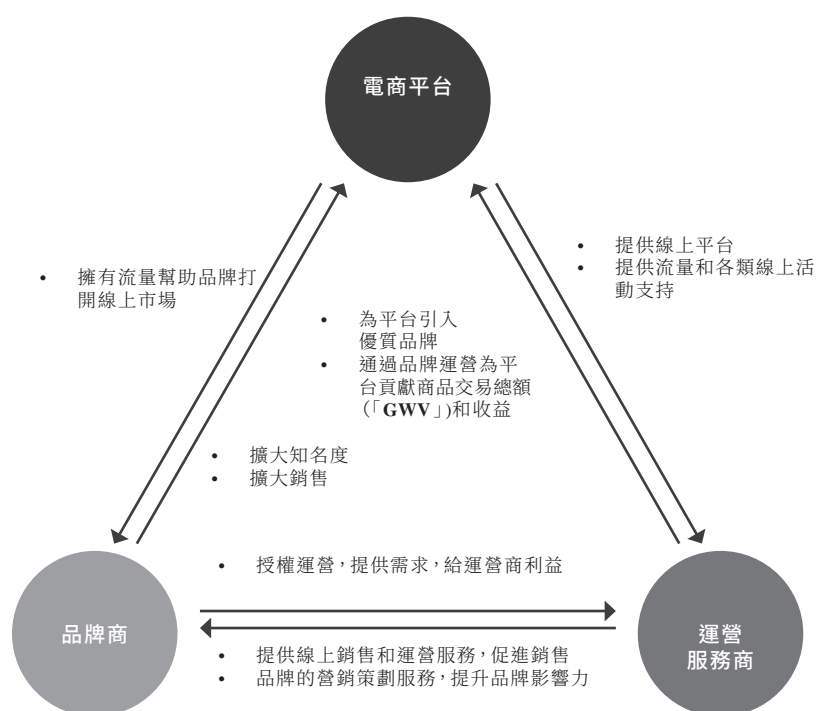 電商平台
• 提供線上平台
• 提供流量和各類線上活
動支持
• 擁有流量幫助品牌打
開線上市場
• 為平台引入
優質品牌
• 通過品牌運營為平
台貢獻商品交易總額
(「GWV」)和收益
• 擴大知名度
• 擴大銷售
• 授權運營,提供需求,給運營商利益
品牌商
運營
服務商
• 提供線上銷售和運營服務,促進銷售
• 品牌的營銷策劃服務,提升品牌影響力